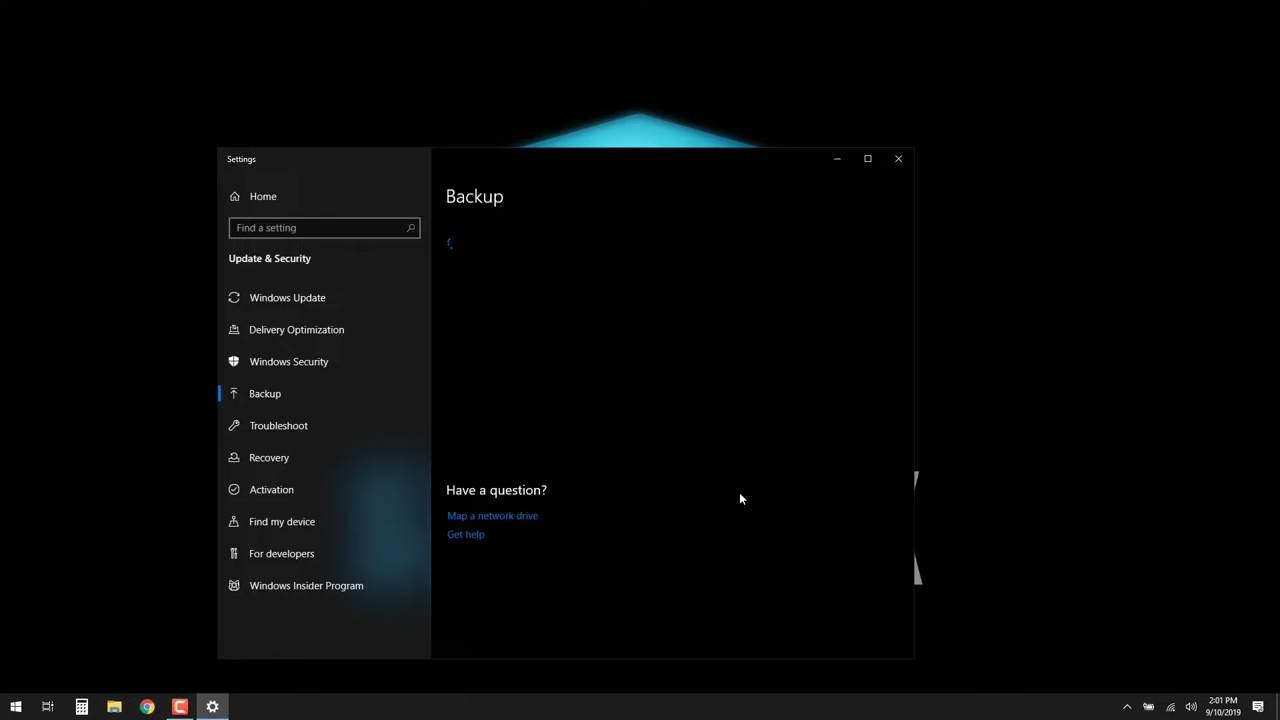 Settings
Home
Find a setting
Update & Security
Windows Update
Delivery Optimization
Windows Security
Backup
Troubleshoot
Recovery
Activation
Find my device
For developers
Windows Insider Program
Backup
Have a question?
Map a network drive
Get help
2:01 PM
9/10/2019